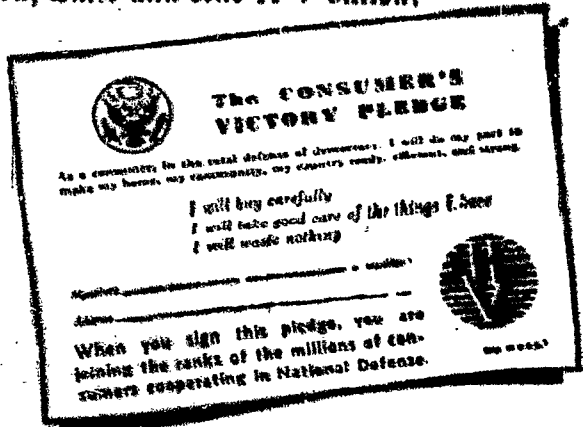 The CONSUMER'S
VICTORY PLEDGE
As a consumer, in the total defense of democracy, I will do my part to
make my home, my community, my country ready, efficient, and strong.
I will buy carefully
I will take good care of the things I have
I will waste nothing
Address
When you sign this pledge, you are
joining the ranks of the millions of con-
sumers cooperating in National Defense.